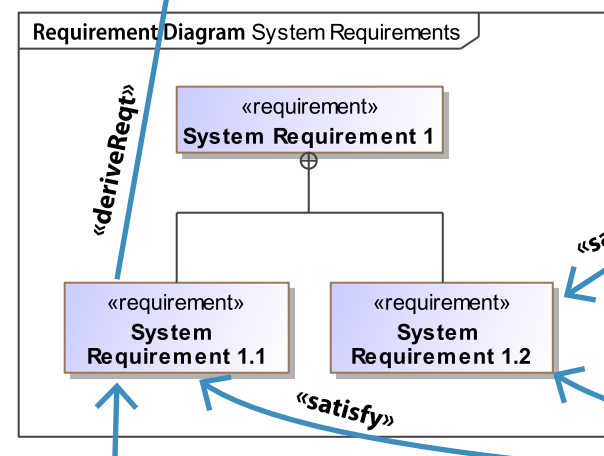 Requirement Diagram System Requirements
«requirement»
System Requirement 1
«deriveReqt»
«requirement»
System
Requirement 1.1
«requirement»
System
Requirement 1.2
«satisfy»